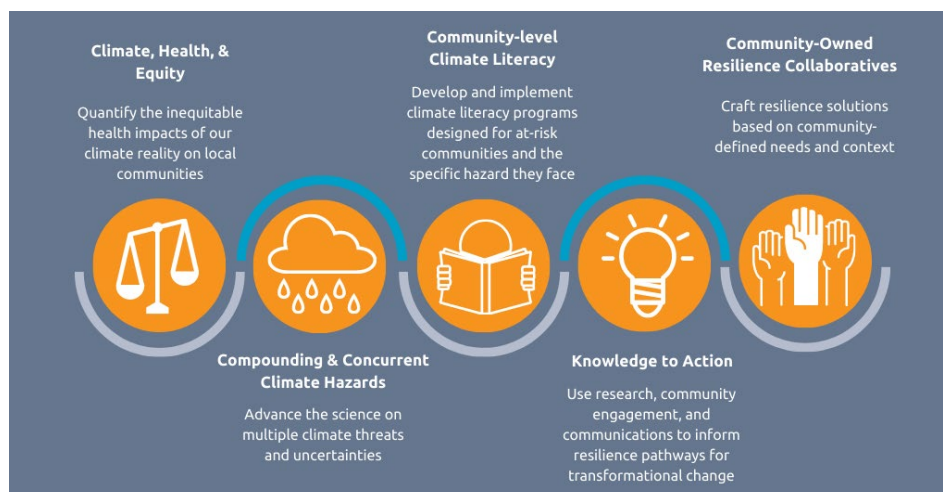 Climate, Health, &
Equity
Quantify the inequitable
health impacts of our
climate reality on local
communities
Compounding & Concurrent
Climate Hazards
Advance the science on
multiple climate threats
and uncertainties
Community-level
Climate Literacy
Develop and implement
climate literacy programs
designed for at-risk
communities and the
specific hazard they face
Knowledge to Action
Use research, community
engagement, and
communications to inform
resilience pathways for
transformational change
Community-Owned
Resilience Collaboratives
Craft resilience solutions
based on community-
defined needs and context